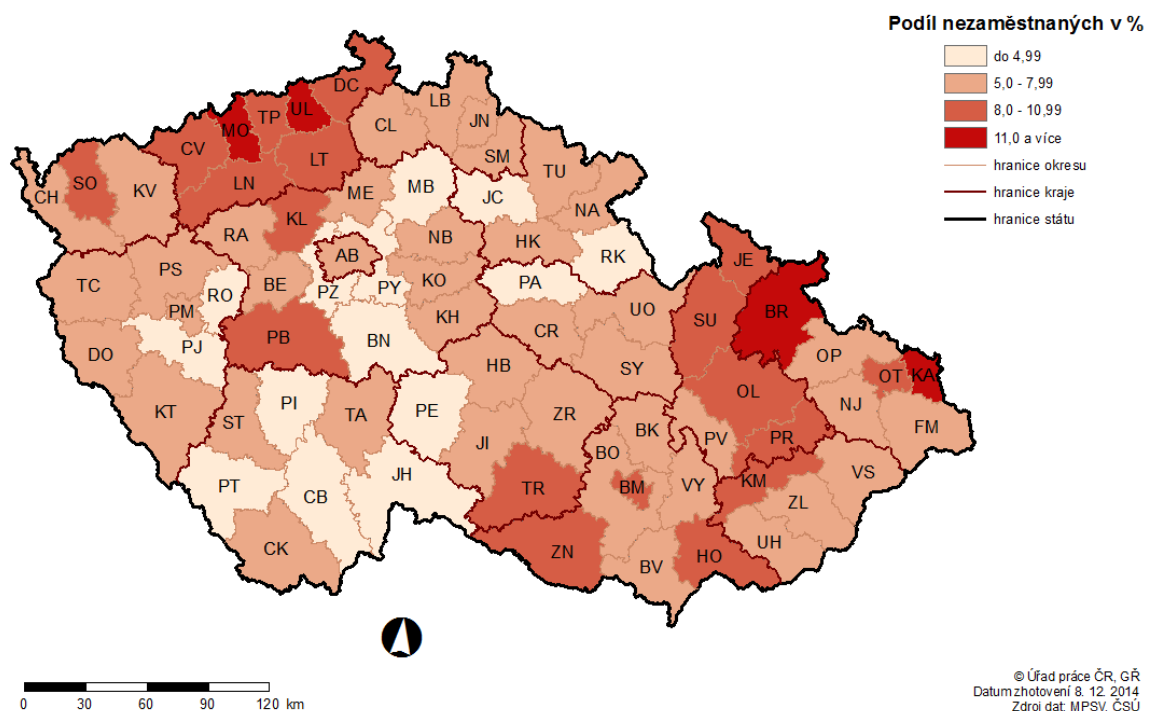 Podíl nezaměstnaných v %
do 4,99
5,0 - 7,99
8,0 - 10,99
11,0 a více
hranice okresu
hranice kraje
hranice státu
DC
UL
TP
MO
LB
CL
JN
CV
LT
SM
TU
SO
KV
CH
LN
ME
MB
JC
NA
KL
RA
NB
HK
AB
RK
JE
PS
TC
RO
BE
PZ
PY
KO
PA
BR
PM
KH
UO
SU
CR
PB
BN
PJ
DO
OP
HB
SY
OT
KA
OL
NJ
KT
ST
PI
TA
PE
ZR
FM
JI
BK
PV
PR
BO
VS
PT
CB
JH
TR
BM
VY
KM
ZL
CK
ZN
BV
HO
UH
0 30 60 90 120 km
© Úřad práce ČR, GŘ
Datum zhotovení 8. 12. 2014
Zdroj dat: MPSV, ČSÚ